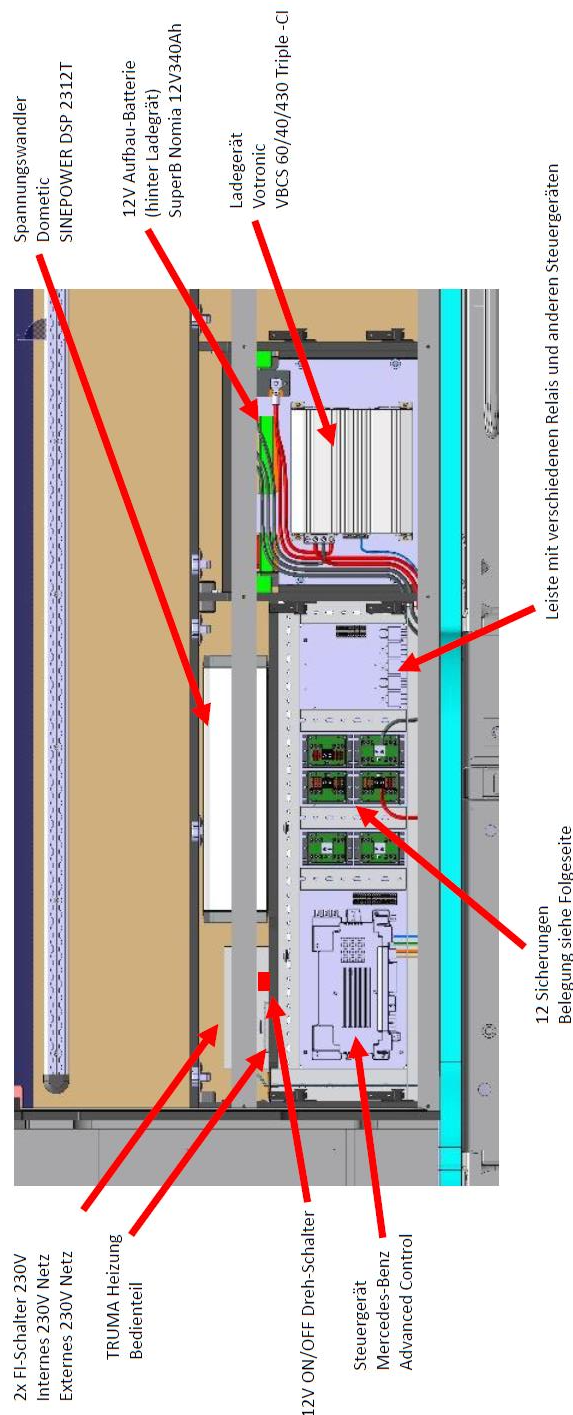 Spannungswandler
Dometic
SINEPOWER DSP 2312T
12V Aufbau-Batterie
(hinter Ladegrät)
SuperB Nomia 12V340Ah
Ladegerät
Votronic
VBCS 60/40/430 Triple -CI
2x FI-Schalter 230V
Internes 230V Netz
Externes 230V Netz
TRUMA Heizung
Bedienteil
12V ON/OFF Dreh-Schalter
Steuergerät
Mercedes-Benz
Advanced Control
12 Sicherungen
Belegung siehe Folgeseite
Leiste mit verschiedenen Relais und anderen Steuergeräten